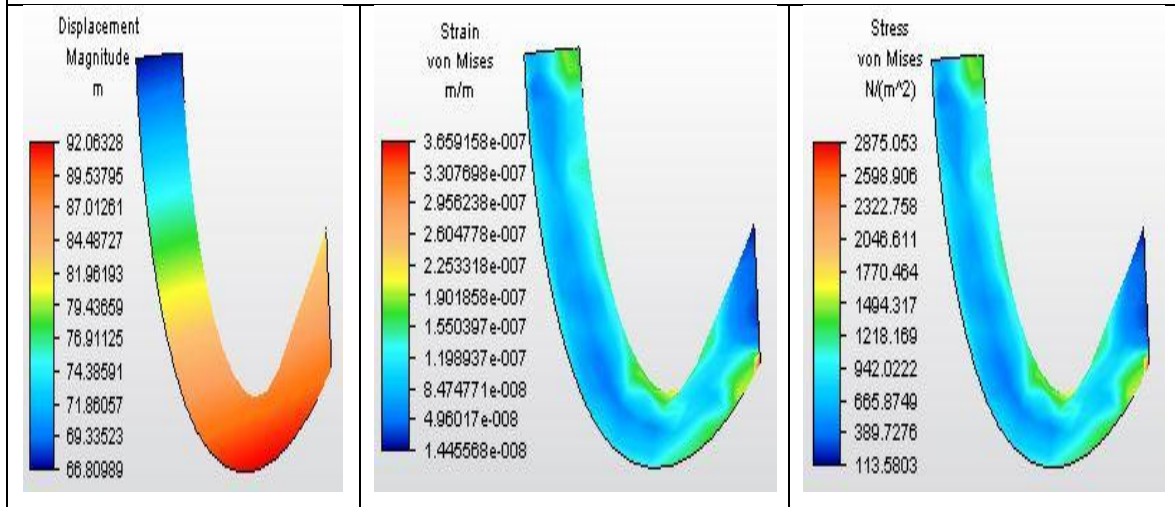 Displacement
Magnitude
m
92.06328
89.53795
87.01261
84.48727
81.96193
79.43659
76.91125
74.38591
71.86057
69.33523
66.80989
Strain
von Mises
m/m
3.659158e-007
3.307698e-007
2.956238e-007
2.604778e-007
2.253318e-007
1.901858e-007
1.550397e-007
1.198937e-007
8.474771e-008
4.96017e-008
1.445568e-008
Stress
von Mises
N/(m^2)
2875.053
2598.906
2322.758
2046.611
1770.464
1494.317
1218.169
942.0222
665.8749
389.7276
113.5803